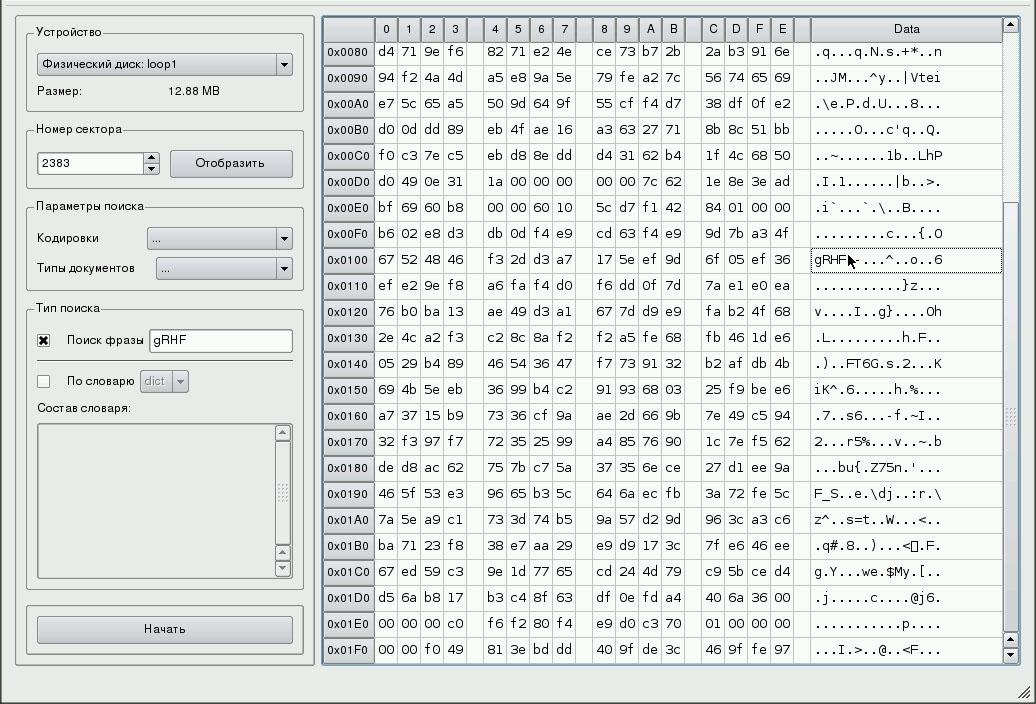 Устройство
Физический диск: loop1
Размер: 12.88 MB
Номер сектора
2383 Отобразить
Параметры поиска
Кодировки ...
Типы документов ...
Тип поиска
Поиск фразы gRHF
По словарю dict
Состав словаря:
Начать
0 1 2 3 4 5 6 7 8 9 A B C D F E Data
0x0080 d4 71 9e f6 82 71 e2 4e ce 73 b7 2b 2a b3 91 6e .q...q.N.s.+*..n
0x0090 94 f2 4a 4d a5 e8 9a 5e 79 fe a2 7c 56 74 65 69 ..JM...^y..|Vtei
0x00A0 e7 5c 65 a5 50 9d 64 9f 55 cf f4 d7 38 df 0f e2 .\e.P.d.U...8...
0x00B0 d0 0d dd 89 eb 4f ae 16 a3 63 27 71 8b 8c 51 bb .....O...c'q..Q.
0x00C0 f0 c3 7e c5 eb d8 8e dd d4 31 62 b4 1f 4c 68 50 ..~......1b..LhP
0x00D0 d0 49 0e 31 1a 00 00 00 00 00 7c 62 1e 8e 3e ad .I.1......|b..>.
0x00E0 bf 69 60 b8 00 00 60 10 5c d7 f1 42 84 01 00 00 .i`...`.\..B....
0x00F0 b6 02 e8 d3 db 0d f4 e9 cd 63 f4 e9 9d 7b a3 4f .........c...{.O
0x0100 67 52 48 46 f3 2d d3 a7 17 5e ef 9d 6f 05 ef 36 gRHF.-...^..o..6
0x0110 ef e2 9e f8 a6 fa f4 d0 f6 dd 0f 7d 7a e1 e0 ea ...........}z...
0x0120 76 b0 ba 13 ae 49 d3 a1 67 7d d9 e9 fa b2 4f 68 v....I..g}....Oh
0x0130 2e 4c a2 f3 c2 8c 8a f2 f2 a5 fe 68 fb 46 1d e6 .L.........h.F..
0x0140 05 29 b4 89 46 54 36 47 f7 73 91 32 b2 af db 4b .)..FT6G.s.2...K
0x0150 69 4b 5e eb 36 99 b4 c2 91 93 68 03 25 f9 be e6 iK^.6.....h.%...
0x0160 a7 37 15 b9 73 36 cf 9a ae 2d 66 9b 7e 49 c5 94 .7..s6...-f.~I..
0x0170 32 f3 97 f7 72 35 25 99 a4 85 76 90 1c 7e f5 62 2...r5%...v..~.b
0x0180 de d8 ac 62 75 7b c7 5a 37 35 6e ce 27 d1 ee 9a ...bu{.Z75n.'...
0x0190 46 5f 53 e3 96 65 b3 5c 64 6a ec fb 3a 72 fe 5c F_S..e.\dj..:r.\
0x01A0 7a 5e a9 c1 73 3d 74 b5 9a 57 d2 9d 96 3c a3 c6 z^..s=t..W...<..
0x01B0 ba 71 23 f8 38 e7 aa 29 e9 d9 17 3c 7f e6 46 ee .q#.8..)...<▯.F.
0x01C0 67 ed 59 c3 9e 1d 77 65 cd 24 4d 79 c9 5b ce d4 g.Y...we.$My.[..
0x01D0 d5 6a b8 17 b3 c4 8f 63 df 0e fd a4 40 6a 36 00 .j.....c....@j6.
0x01E0 00 00 00 c0 f6 f2 80 f4 e9 d0 c3 70 01 00 00 00 ...........p....
0x01F0 00 00 f0 49 81 3e bd dd 40 9f de 3c 46 9f fe 97 ...I.>..@..<F...